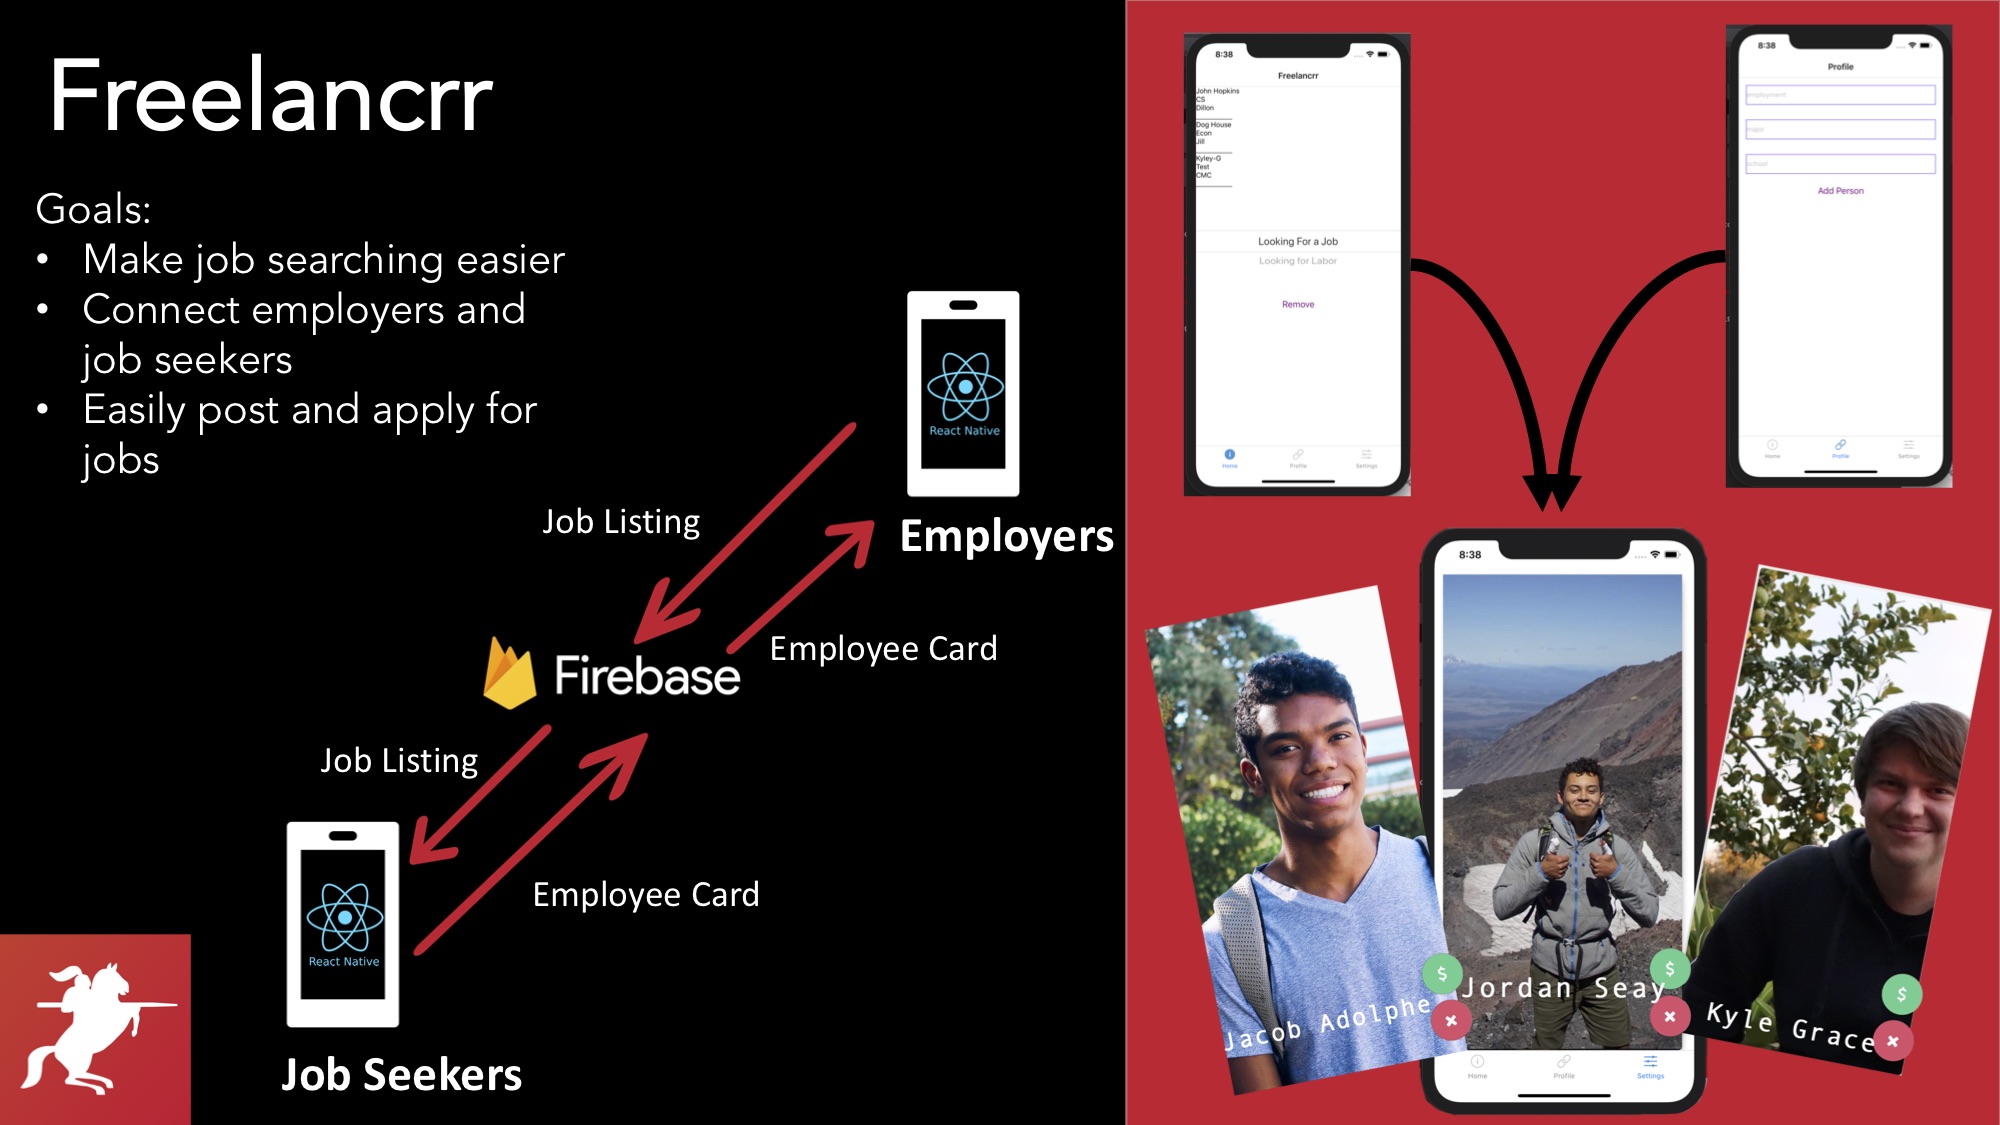 Freelancrr
Goals:
• Make job searching easier
• Connect employers and
job seekers
• Easily post and apply for
jobs
React Native
Employers
Job Listing
Employee Card
Firebase
Job Listing
Employee Card
React Native
Job Seekers
8:38
Freelancrr
John Hopkins
CS
Dillon
Dog House
Econ
Jill
Kyley-G
Test
CMC
Looking For a Job
Looking for Labor
Remove
Home
Profile
Settings
8:38
Profile
employment
major
school
Add Person
Home
Profile
Settings
8:38
Jacob Adolphe
$
Jordan Seay
$
Kyle Grace
$
Home
Profile
Settings